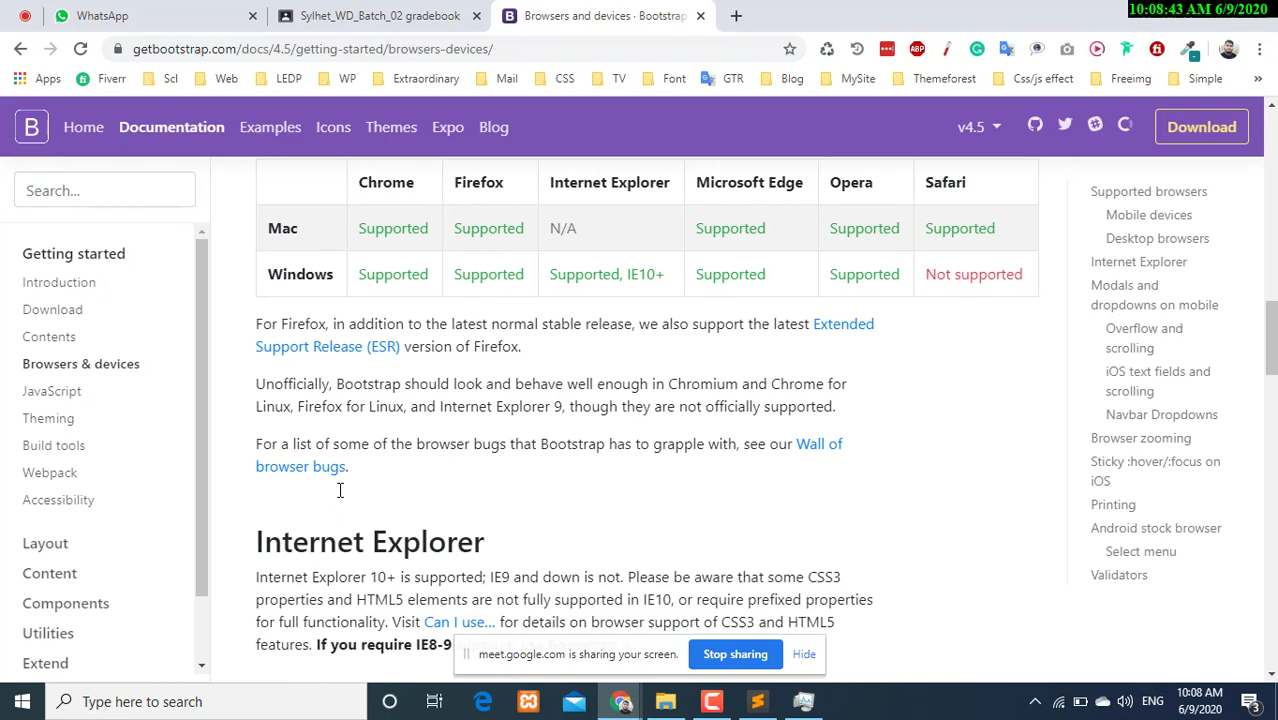 10:08:43 AM 6/9/2020
WhatsApp
Sylhet_WD_Batch_02 gradebook
Browsers and devices · Bootstrap
getbootstrap.com/docs/4.5/getting-started/browsers-devices/
Apps Fiverr Scl Web LEDP WP Extraordinary Mail CSS TV Font GTR Blog MySite Themeforest Css/js effect Freeimg Simple
B Home Documentation Examples Icons Themes Expo Blog v4.5 Download
Search...
Getting started
Introduction
Download
Contents
Browsers & devices
JavaScript
Theming
Build tools
Webpack
Accessibility
Layout
Content
Components
Utilities
Extend
Chrome Firefox Internet Explorer Microsoft Edge Opera Safari
Mac Supported Supported N/A Supported Supported Supported
Windows Supported Supported Supported, IE10+ Supported Supported Not supported
For Firefox, in addition to the latest normal stable release, we also support the latest Extended
Support Release (ESR) version of Firefox.
Unofficially, Bootstrap should look and behave well enough in Chromium and Chrome for
Linux, Firefox for Linux, and Internet Explorer 9, though they are not officially supported.
For a list of some of the browser bugs that Bootstrap has to grapple with, see our Wall of
browser bugs.
Internet Explorer
Internet Explorer 10+ is supported; IE9 and down is not. Please be aware that some CSS3
properties and HTML5 elements are not fully supported in IE10, or require prefixed properties
for full functionality. Visit Can I use... for details on browser support of CSS3 and HTML5
features. If you require IE8-9
Supported browsers
Mobile devices
Desktop browsers
Internet Explorer
Modals and
dropdowns on mobile
Overflow and
scrolling
iOS text fields and
scrolling
Navbar Dropdowns
Browser zooming
Sticky :hover/:focus on
iOS
Printing
Android stock browser
Select menu
Validators
meet.google.com is sharing your screen. Stop sharing Hide
Type here to search
ENG
10:08 AM
6/9/2020
3